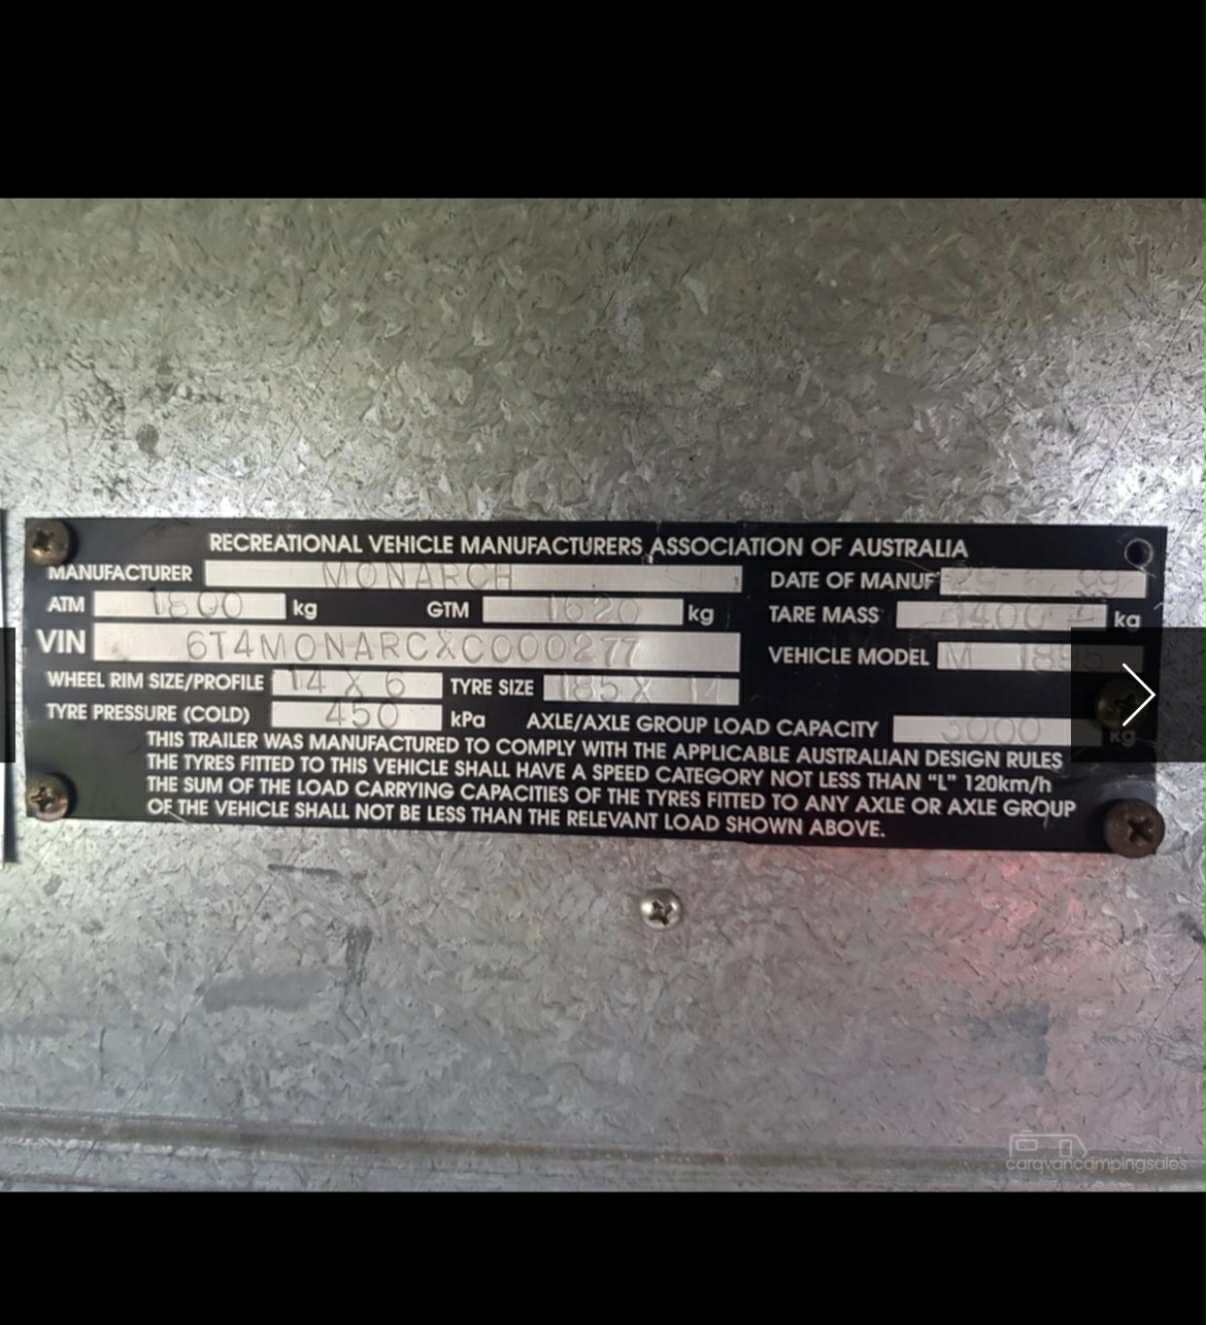 RECREATIONAL VEHICLE MANUFACTURERS ASSOCIATION OF AUSTRALIA
MANUFACTURER MONARCH DATE OF MANUF
ATM 1800 kg GTM 1620 kg TARE MASS 1400 kg
VIN 6T4MONARCXC000277 VEHICLE MODEL M 1895
WHEEL RIM SIZE/PROFILE 14 X 6 TYRE SIZE 185 X 14
TYRE PRESSURE (COLD) 450 kPa AXLE/AXLE GROUP LOAD CAPACITY 3000 kg
THIS TRAILER WAS MANUFACTURED TO COMPLY WITH THE APPLICABLE AUSTRALIAN DESIGN RULES
THE TYRES FITTED TO THIS VEHICLE SHALL HAVE A SPEED CATEGORY NOT LESS THAN “L” 120km/h
THE SUM OF THE LOAD CARRYING CAPACITIES OF THE TYRES FITTED TO ANY AXLE OR AXLE GROUP
OF THE VEHICLE SHALL NOT BE LESS THAN THE RELEVANT LOAD SHOWN ABOVE.
caravancampingsales